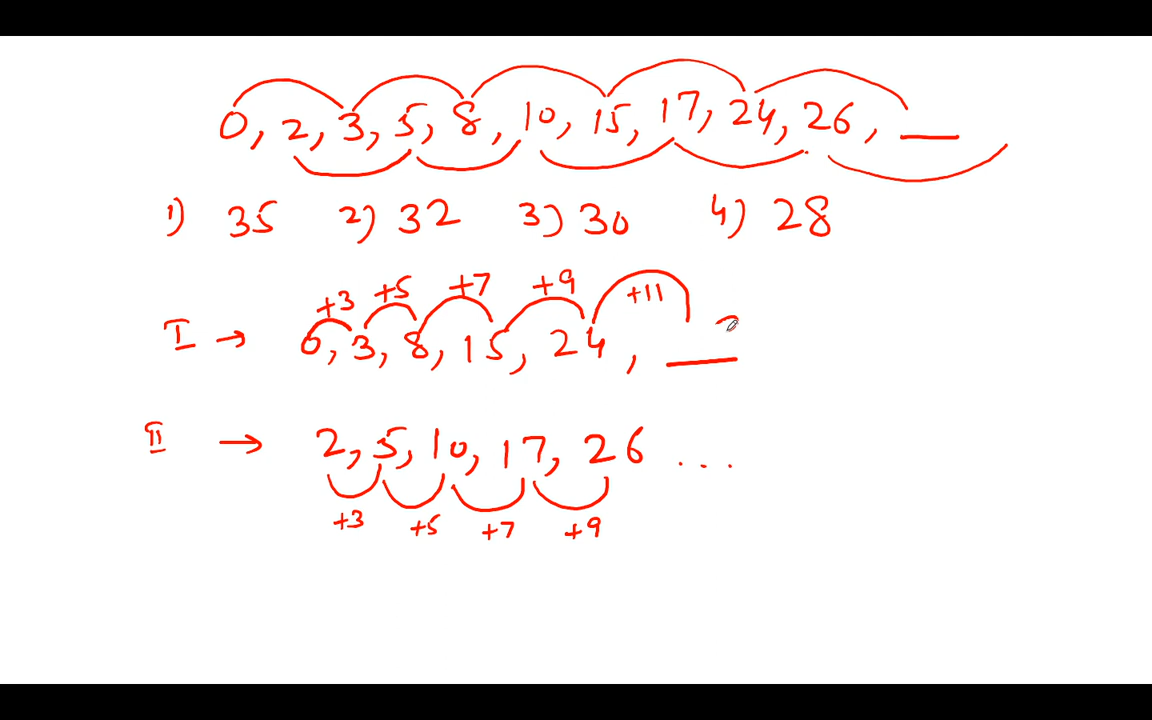 0, 2, 3, 5, 8, 10, 15, 17, 24, 26, __
1) 35 2) 32 3) 30 4) 28
+3 +5 +7 +9 +11
I → 0, 3, 8, 15, 24, __
II → 2, 5, 10, 17, 26 ...
+3 +5 +7 +9